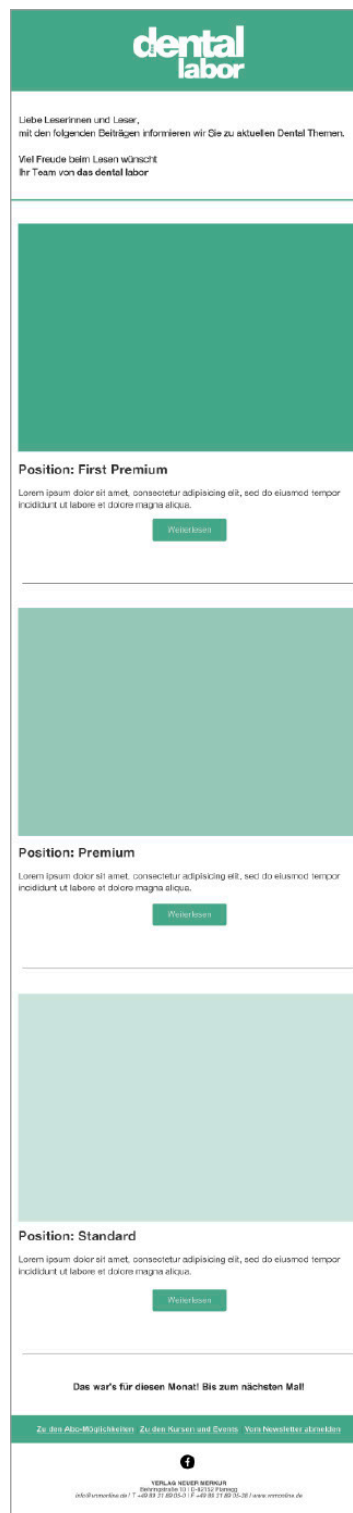 das
dental
labor
Liebe Leserinnen und Leser,
mit den folgenden Beiträgen informieren wir Sie zu aktuellen Dental Themen.
Viel Freude beim Lesen wünscht
Ihr Team von das dental labor
Position: First Premium
Lorem ipsum dolor sit amet, consectetur adipisicing elit, sed do eiusmod tempor
incididunt ut labore et dolore magna aliqua.
Weiterlesen
Position: Premium
Lorem ipsum dolor sit amet, consectetur adipisicing elit, sed do eiusmod tempor
incididunt ut labore et dolore magna aliqua.
Weiterlesen
Position: Standard
Lorem ipsum dolor sit amet, consectetur adipisicing elit, sed do eiusmod tempor
incididunt ut labore et dolore magna aliqua.
Weiterlesen
Das war's für diesen Monat! Bis zum nächsten Mal!
Zu den Abo-Möglichkeiten Zu den Kursen und Events Vom Newsletter abmelden
VERLAG NEUER MERKUR